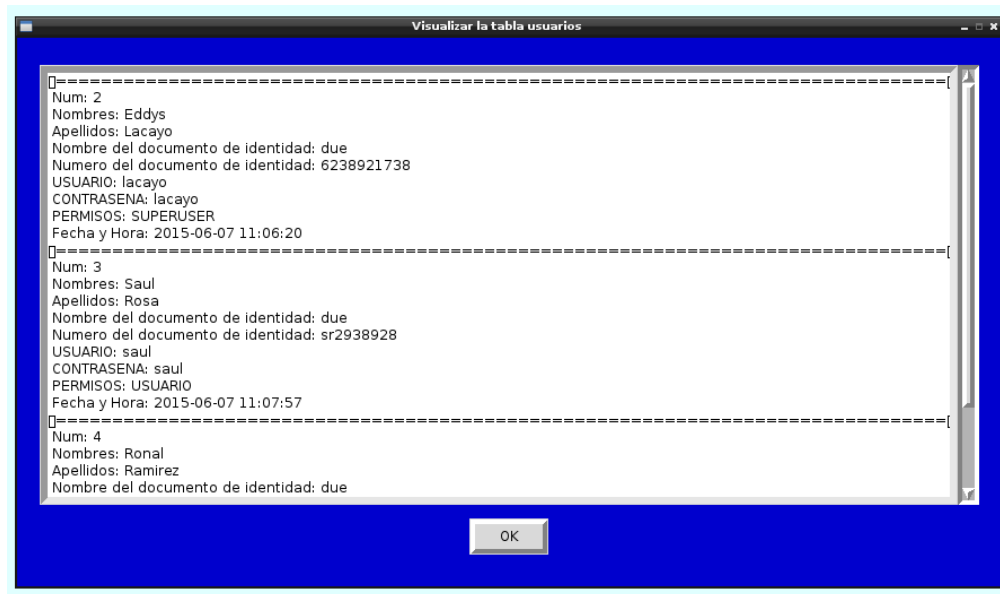 Visualizar la tabla usuarios
[]================================================================================[
Num: 2
Nombres: Eddys
Apellidos: Lacayo
Nombre del documento de identidad: due
Numero del documento de identidad: 6238921738
USUARIO: lacayo
CONTRASENA: lacayo
PERMISOS: SUPERUSER
Fecha y Hora: 2015-06-07 11:06:20
[]================================================================================[
Num: 3
Nombres: Saul
Apellidos: Rosa
Nombre del documento de identidad: due
Numero del documento de identidad: sr2938928
USUARIO: saul
CONTRASENA: saul
PERMISOS: USUARIO
Fecha y Hora: 2015-06-07 11:07:57
[]================================================================================[
Num: 4
Nombres: Ronal
Apellidos: Ramirez
Nombre del documento de identidad: due
OK